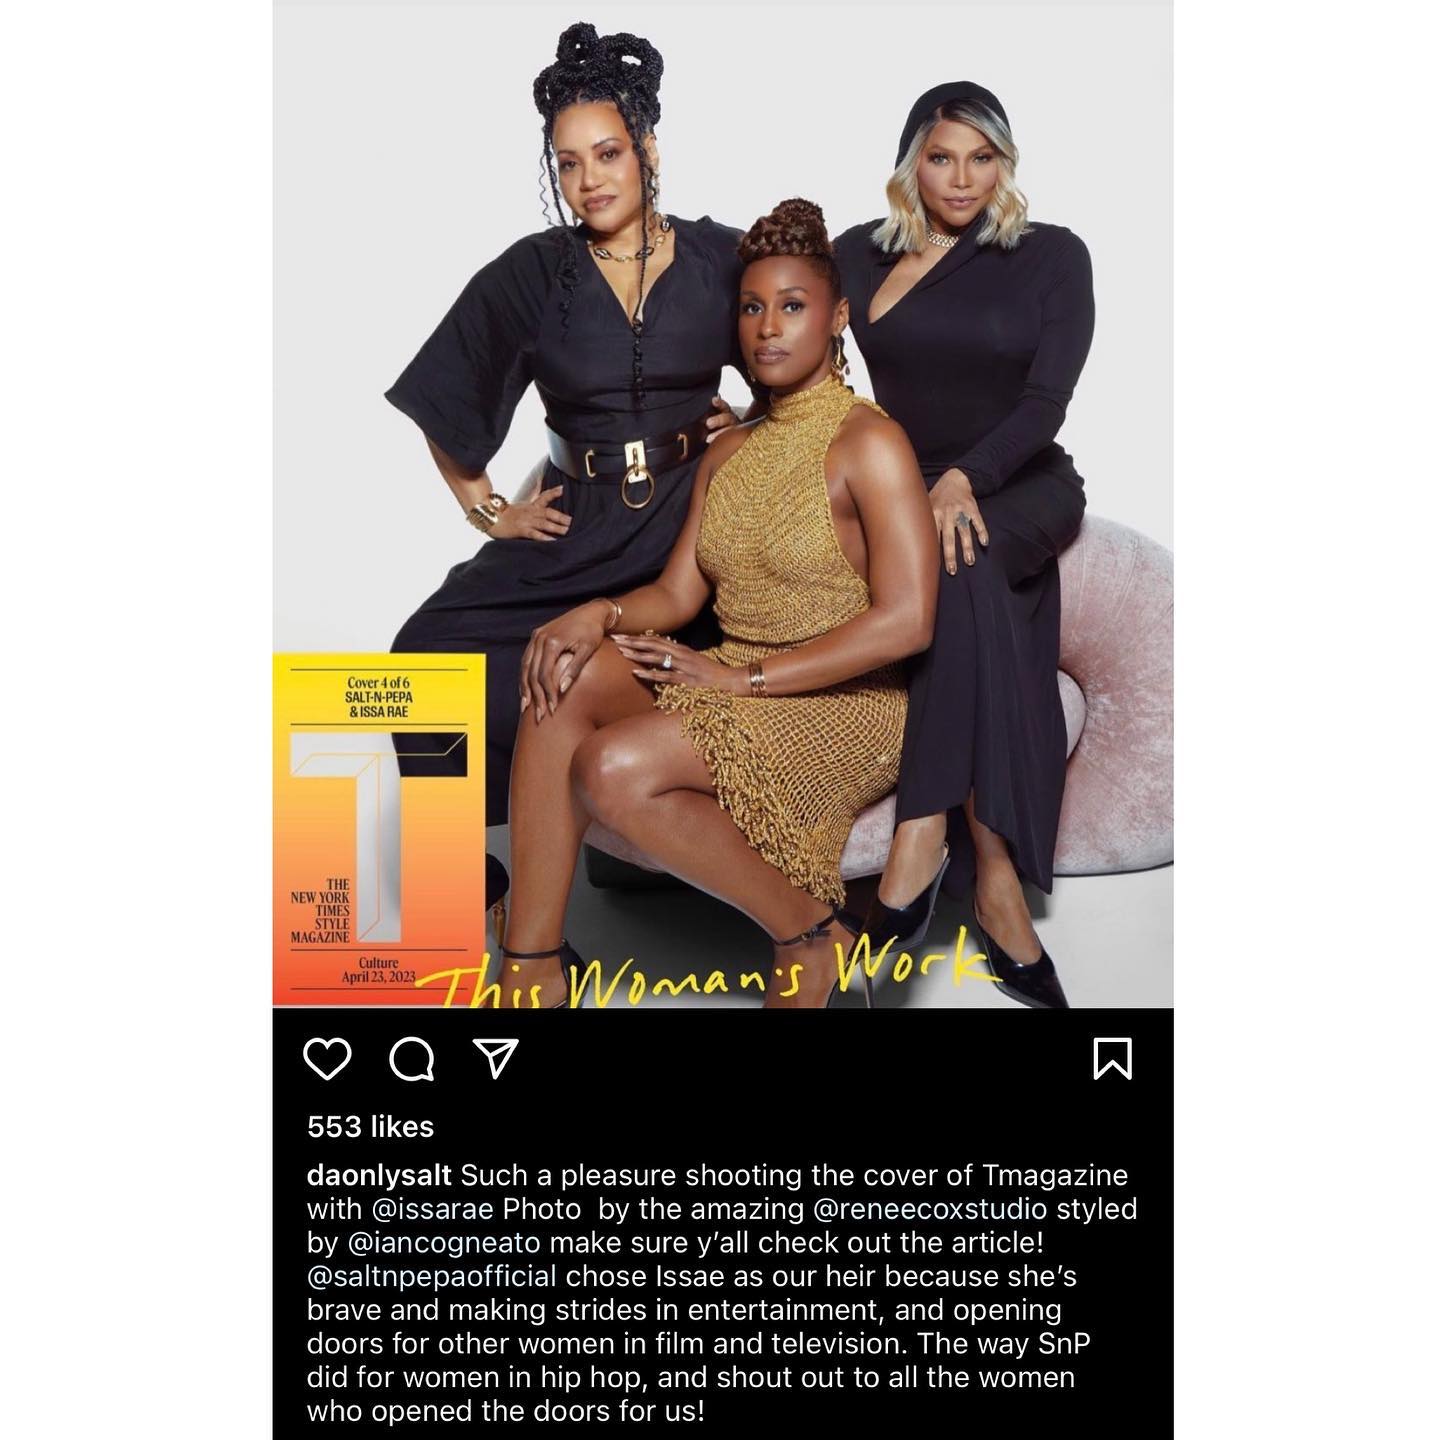 Cover 4 of 6
SALT-N-PEPA
& ISSA RAE
T
THE
NEW YORK
TIMES
STYLE
MAGAZINE
Culture
April 23, 2023
This Woman's Work
553 likes
daonlysalt Such a pleasure shooting the cover of Tmagazine
with @issarae Photo  by the amazing @reneecoxstudio styled
by @iancogneato make sure y’all check out the article!
@saltnpepaofficial chose Issae as our heir because she’s
brave and making strides in entertainment, and opening
doors for other women in film and television. The way SnP
did for women in hip hop, and shout out to all the women
who opened the doors for us!